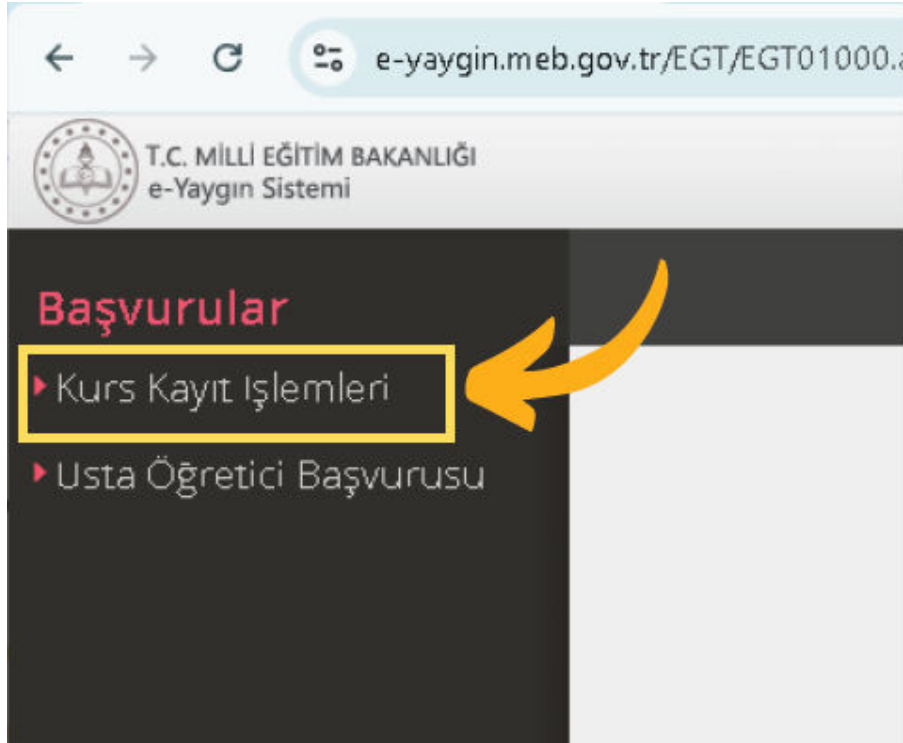 e-yaygin.meb.gov.tr/EGT/EGT01000.a
T.C. MİLLİ EĞİTİM BAKANLIĞI
e-Yaygın Sistemi
Başvurular
Kurs Kayıt İşlemleri
Usta Öğretici Başvurusu